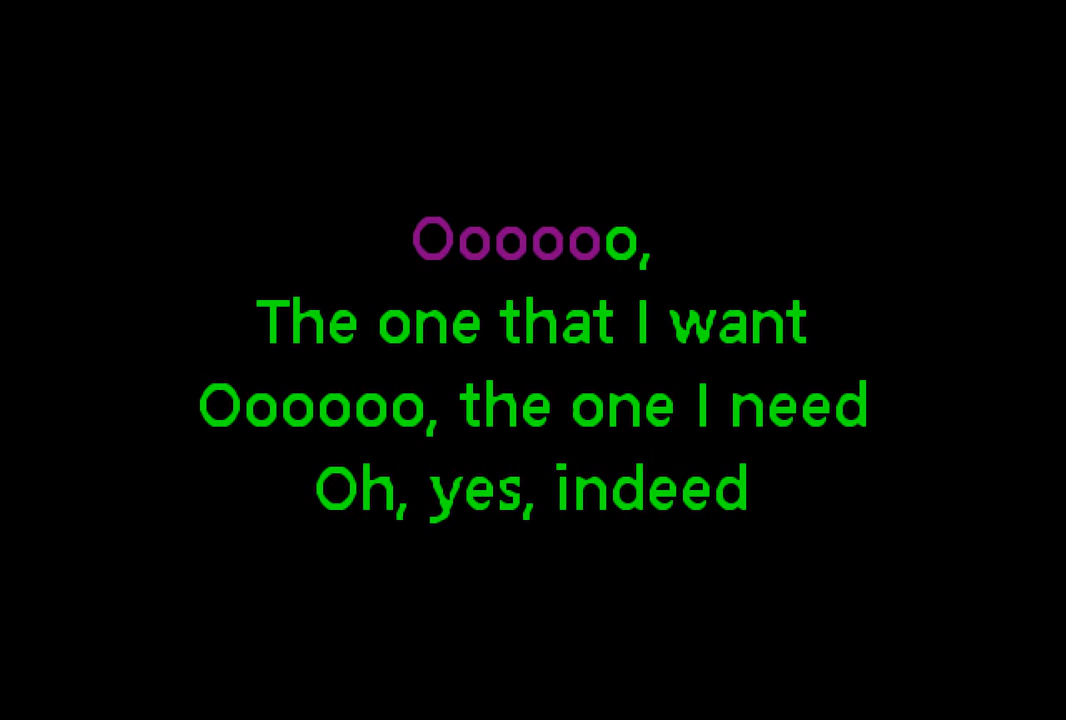 Oooooo,
The one that I want
Oooooo, the one I need
Oh, yes, indeed